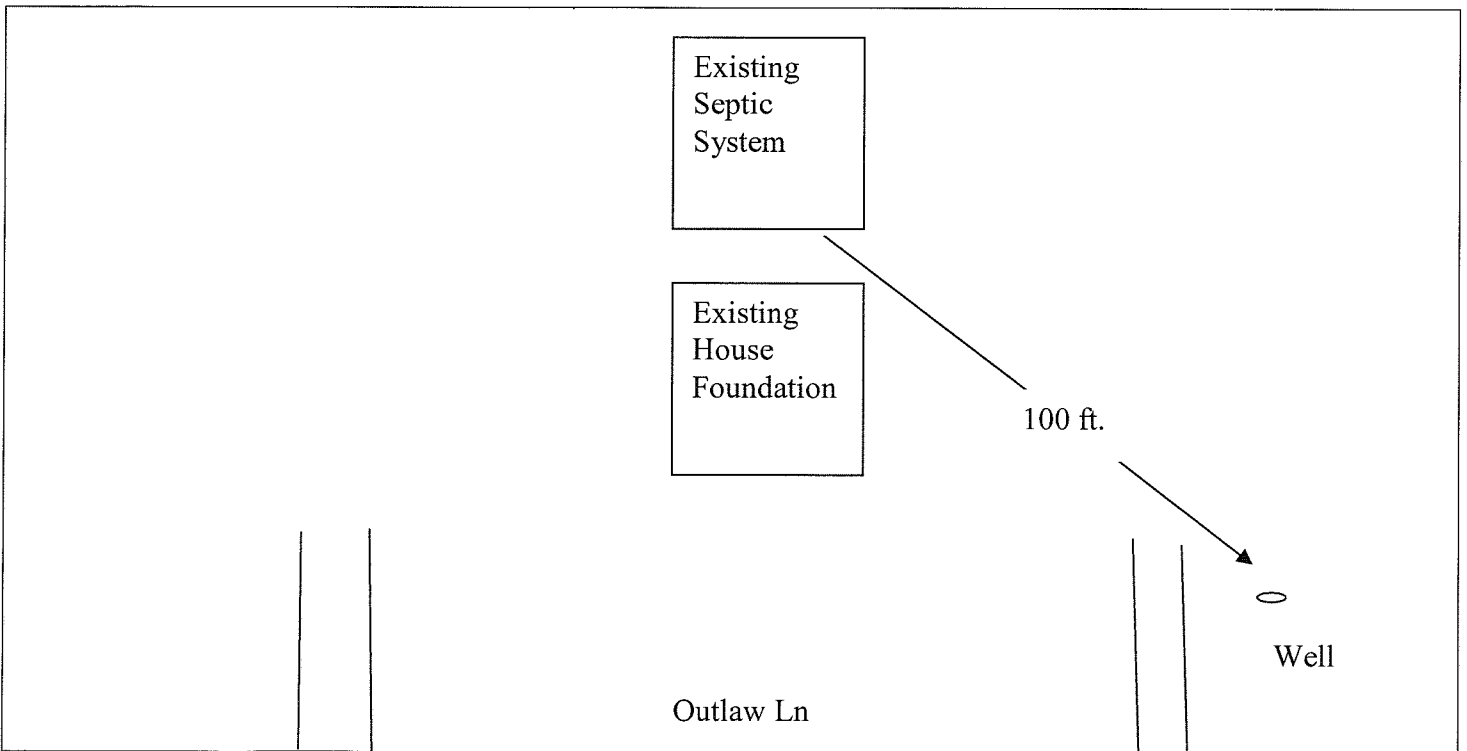 Existing
Septic
System
Existing
House
Foundation
100 ft.
Well
Outlaw Ln